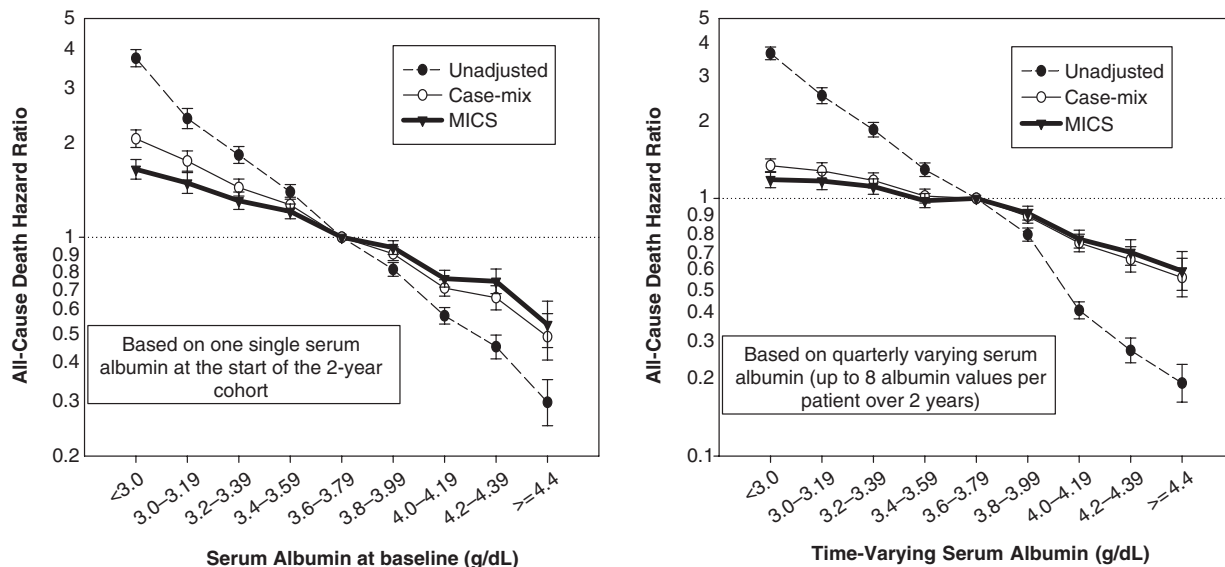 All-Cause Death Hazard Ratio
5
4
3
2
1
0.9
0.8
0.7
0.6
0.5
0.4
0.3
0.2
Unadjusted
Case-mix
MICS
Based on one single serum
albumin at the start of the 2-year
cohort
<3.0
3.0–3.19
3.2–3.39
3.4–3.59
3.6–3.79
3.8–3.99
4.0–4.19
4.2–4.39
>=4.4
Serum Albumin at baseline (g/dL)
All-Cause Death Hazard Ratio
5
4
3
2
1
0.9
0.8
0.7
0.6
0.5
0.4
0.3
0.2
0.1
Unadjusted
Case-mix
MICS
Based on quarterly varying serum
albumin (up to 8 albumin values per
patient over 2 years)
<3.0
3.0–3.19
3.2–3.39
3.4–3.59
3.6–3.79
3.8–3.99
4.0–4.19
4.2–4.39
>=4.4
Time-Varying Serum Albumin (g/dL)